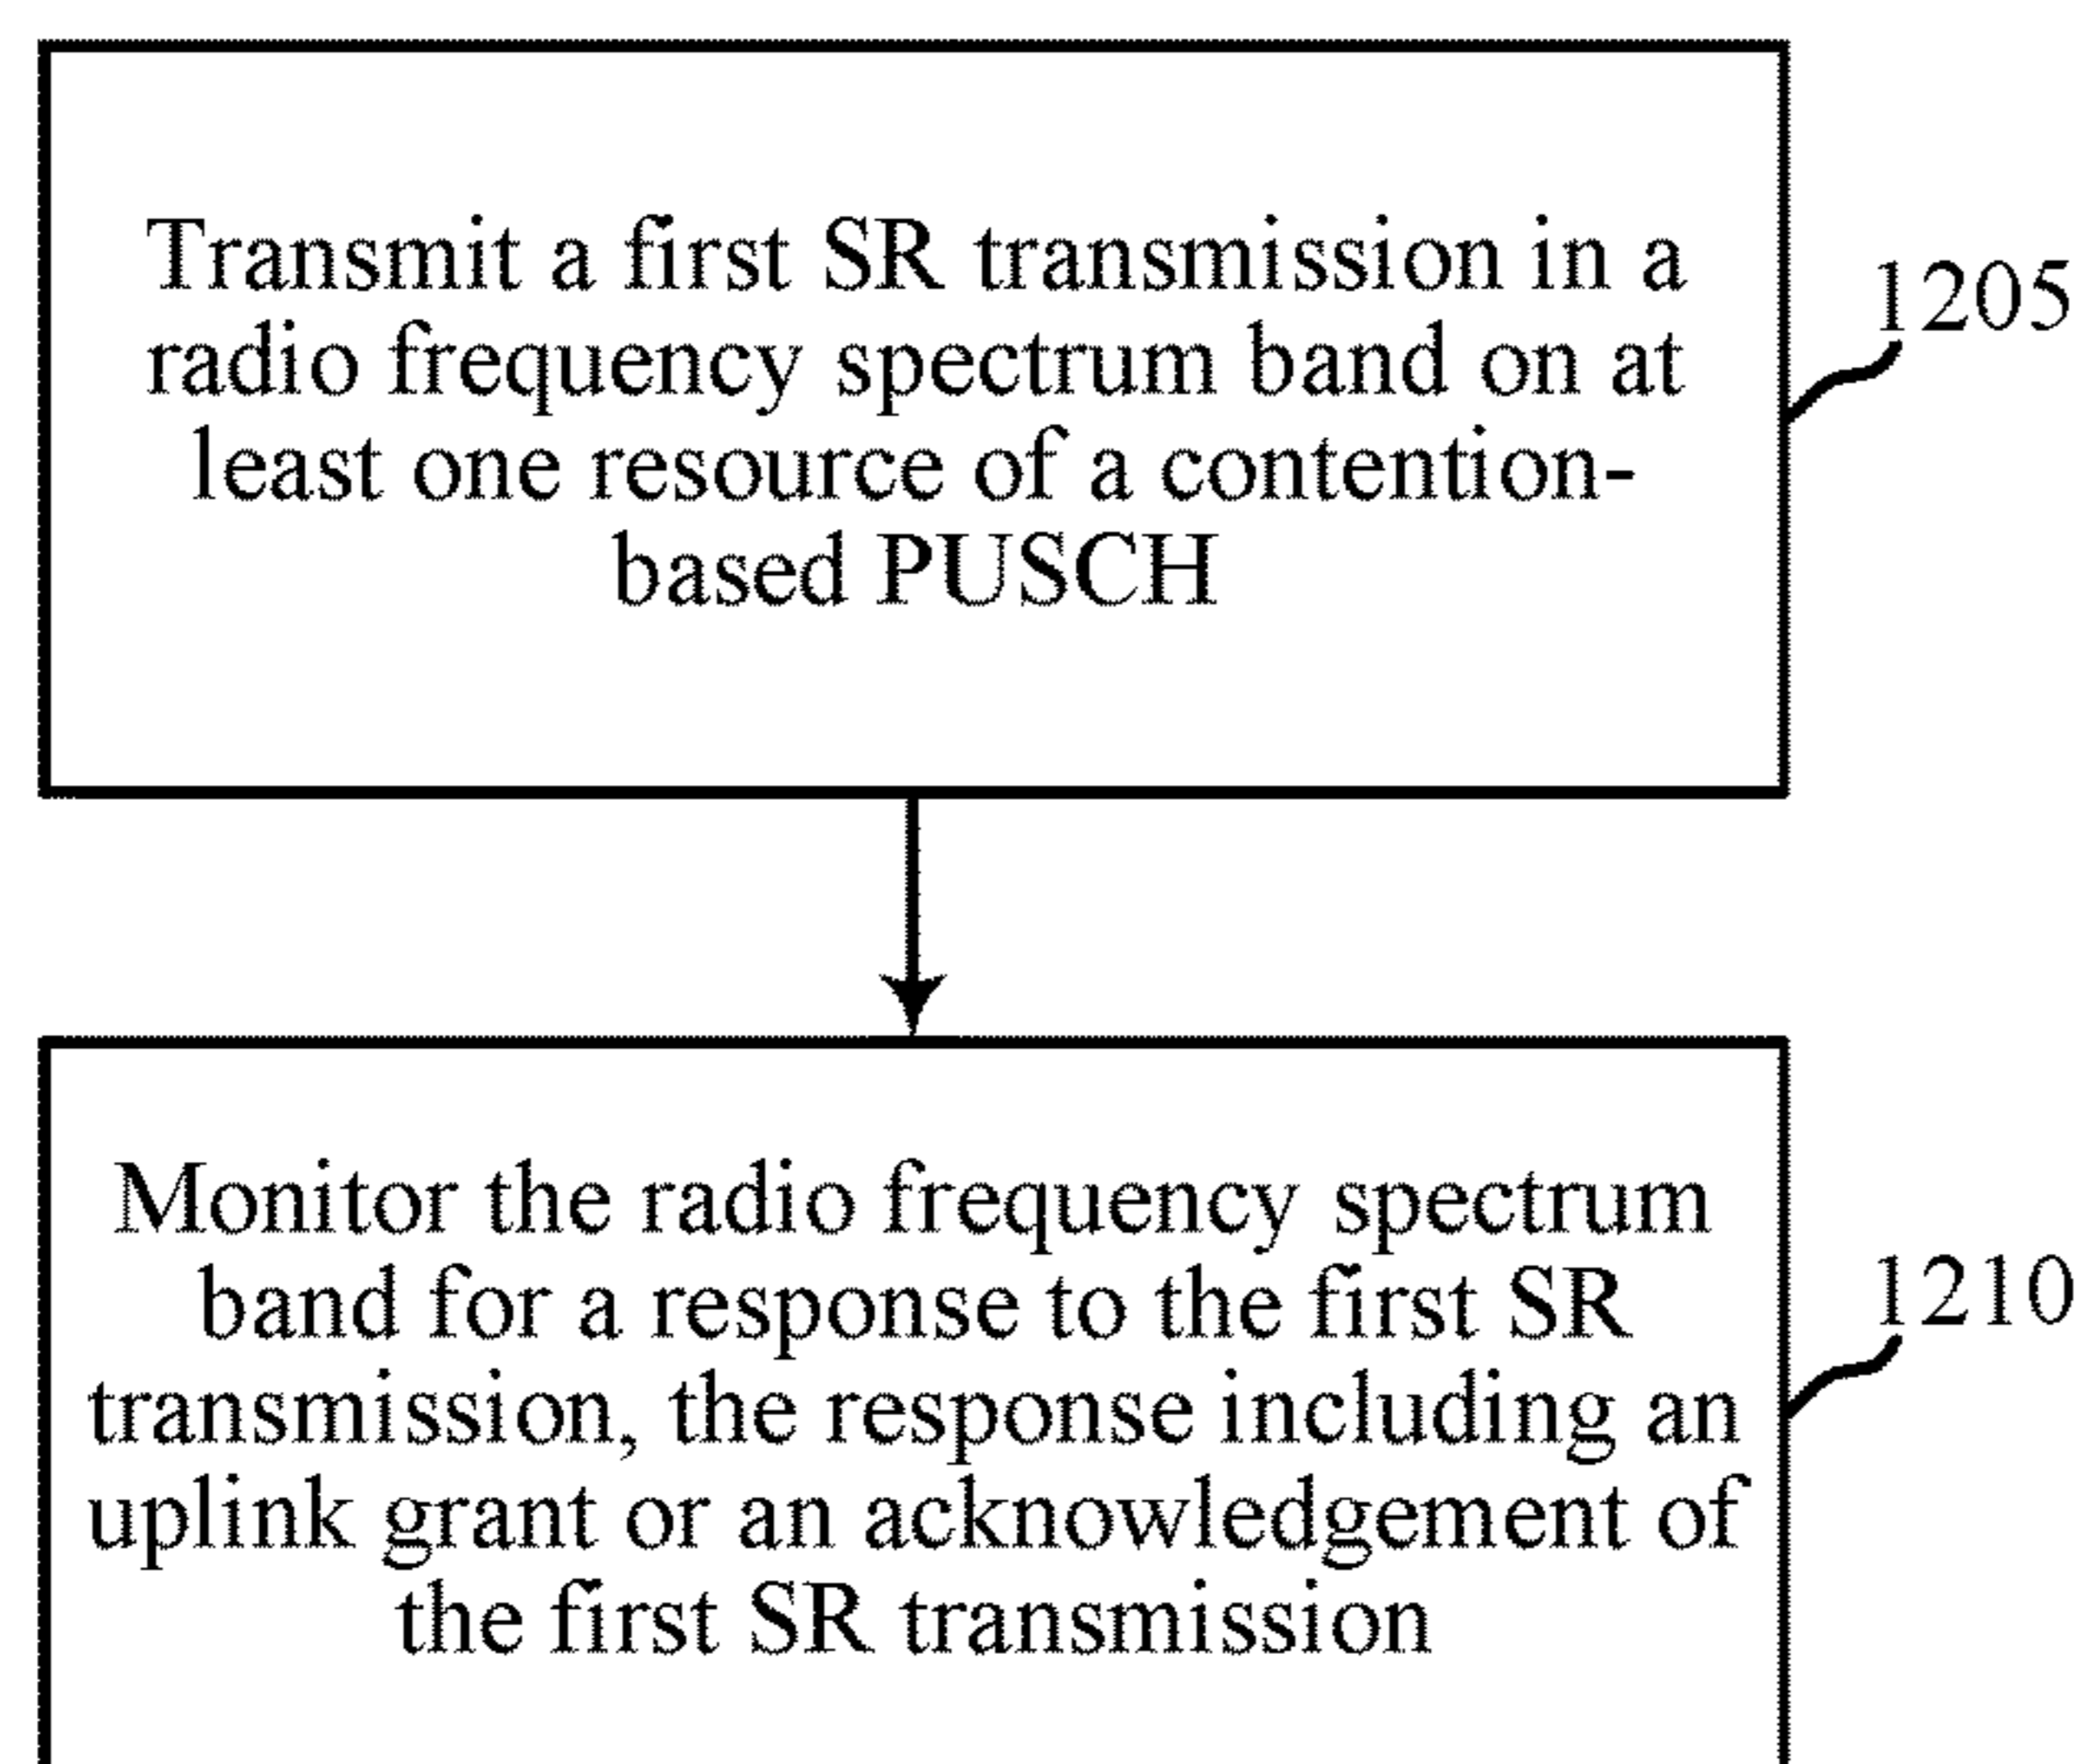 Transmit a first SR transmission in a
radio frequency spectrum band on at
least one resource of a contention-
based PUSCH
1205
Monitor the radio frequency spectrum
band for a response to the first SR
transmission, the response including an
uplink grant or an acknowledgement of
the first SR transmission
1210